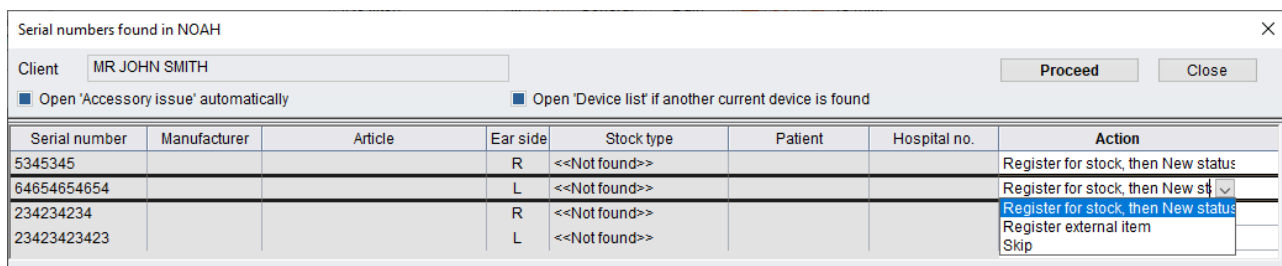 Serial numbers found in NOAH
Client MR JOHN SMITH Proceed Close
Open 'Accessory issue' automatically Open 'Device list' if another current device is found
Serial number Manufacturer Article Ear side Stock type Patient Hospital no. Action
5345345 R <<Not found>> Register for stock, then New status
64654654654 L <<Not found>> Register for stock, then New st
234234234 R <<Not found>> Register for stock, then New status
Register external item
23423423423 L <<Not found>> Skip